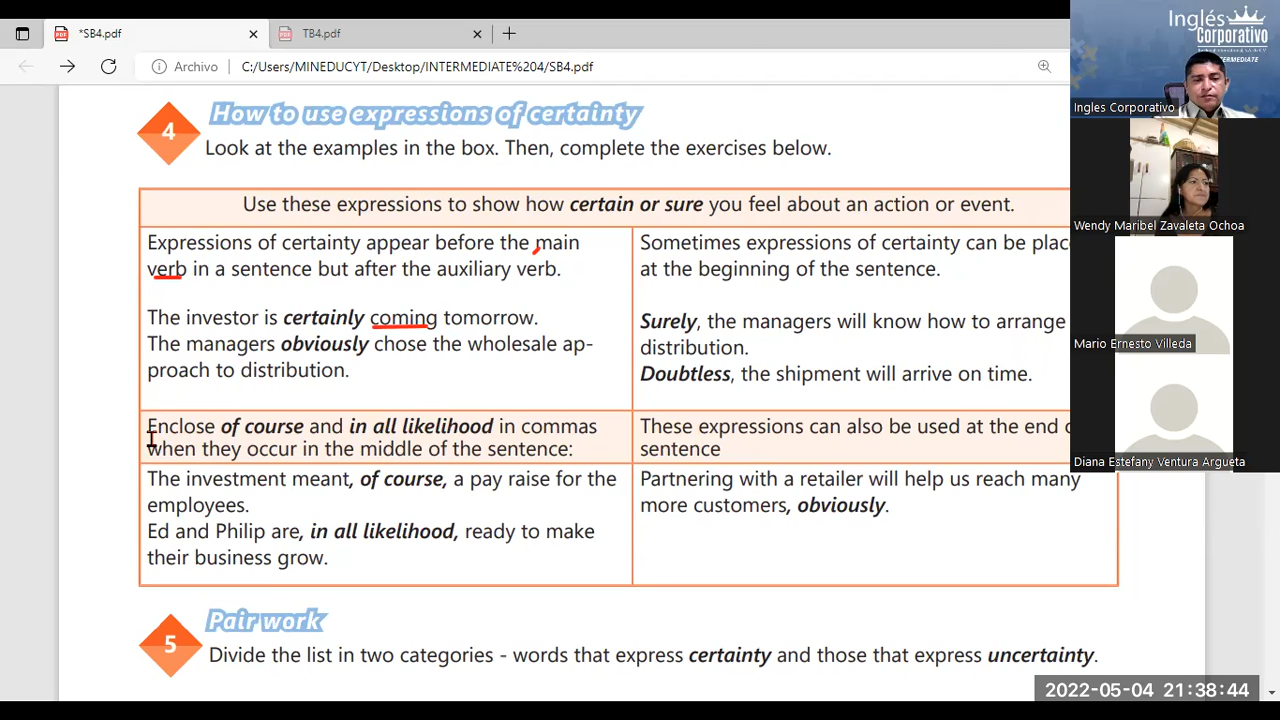 *SB4.pdf
TB4.pdf
Archivo
C:/Users/MINEDUCYT/Desktop/INTERMEDIATE%204/SB4.pdf
Inglés
Corporativo
Ingles Corporativo
Wendy Maribel Zavaleta Ochoa
Mario Ernesto Villeda
Diana Estefany Ventura Argueta
4
How to use expressions of certainty
Look at the examples in the box. Then, complete the exercises below.
Use these expressions to show how certain or sure you feel about an action or event.
Expressions of certainty appear before the main
verb in a sentence but after the auxiliary verb.
The investor is certainly coming tomorrow.
The managers obviously chose the wholesale ap-
proach to distribution.
Sometimes expressions of certainty can be plac
at the beginning of the sentence.
Surely, the managers will know how to arrange
distribution.
Doubtless, the shipment will arrive on time.
Enclose of course and in all likelihood in commas
when they occur in the middle of the sentence:
These expressions can also be used at the end
sentence
The investment meant, of course, a pay raise for the
employees.
Ed and Philip are, in all likelihood, ready to make
their business grow.
Partnering with a retailer will help us reach many
more customers, obviously.
5
Pair work
Divide the list in two categories - words that express certainty and those that express uncertainty.
2022-05-04 21:38:44